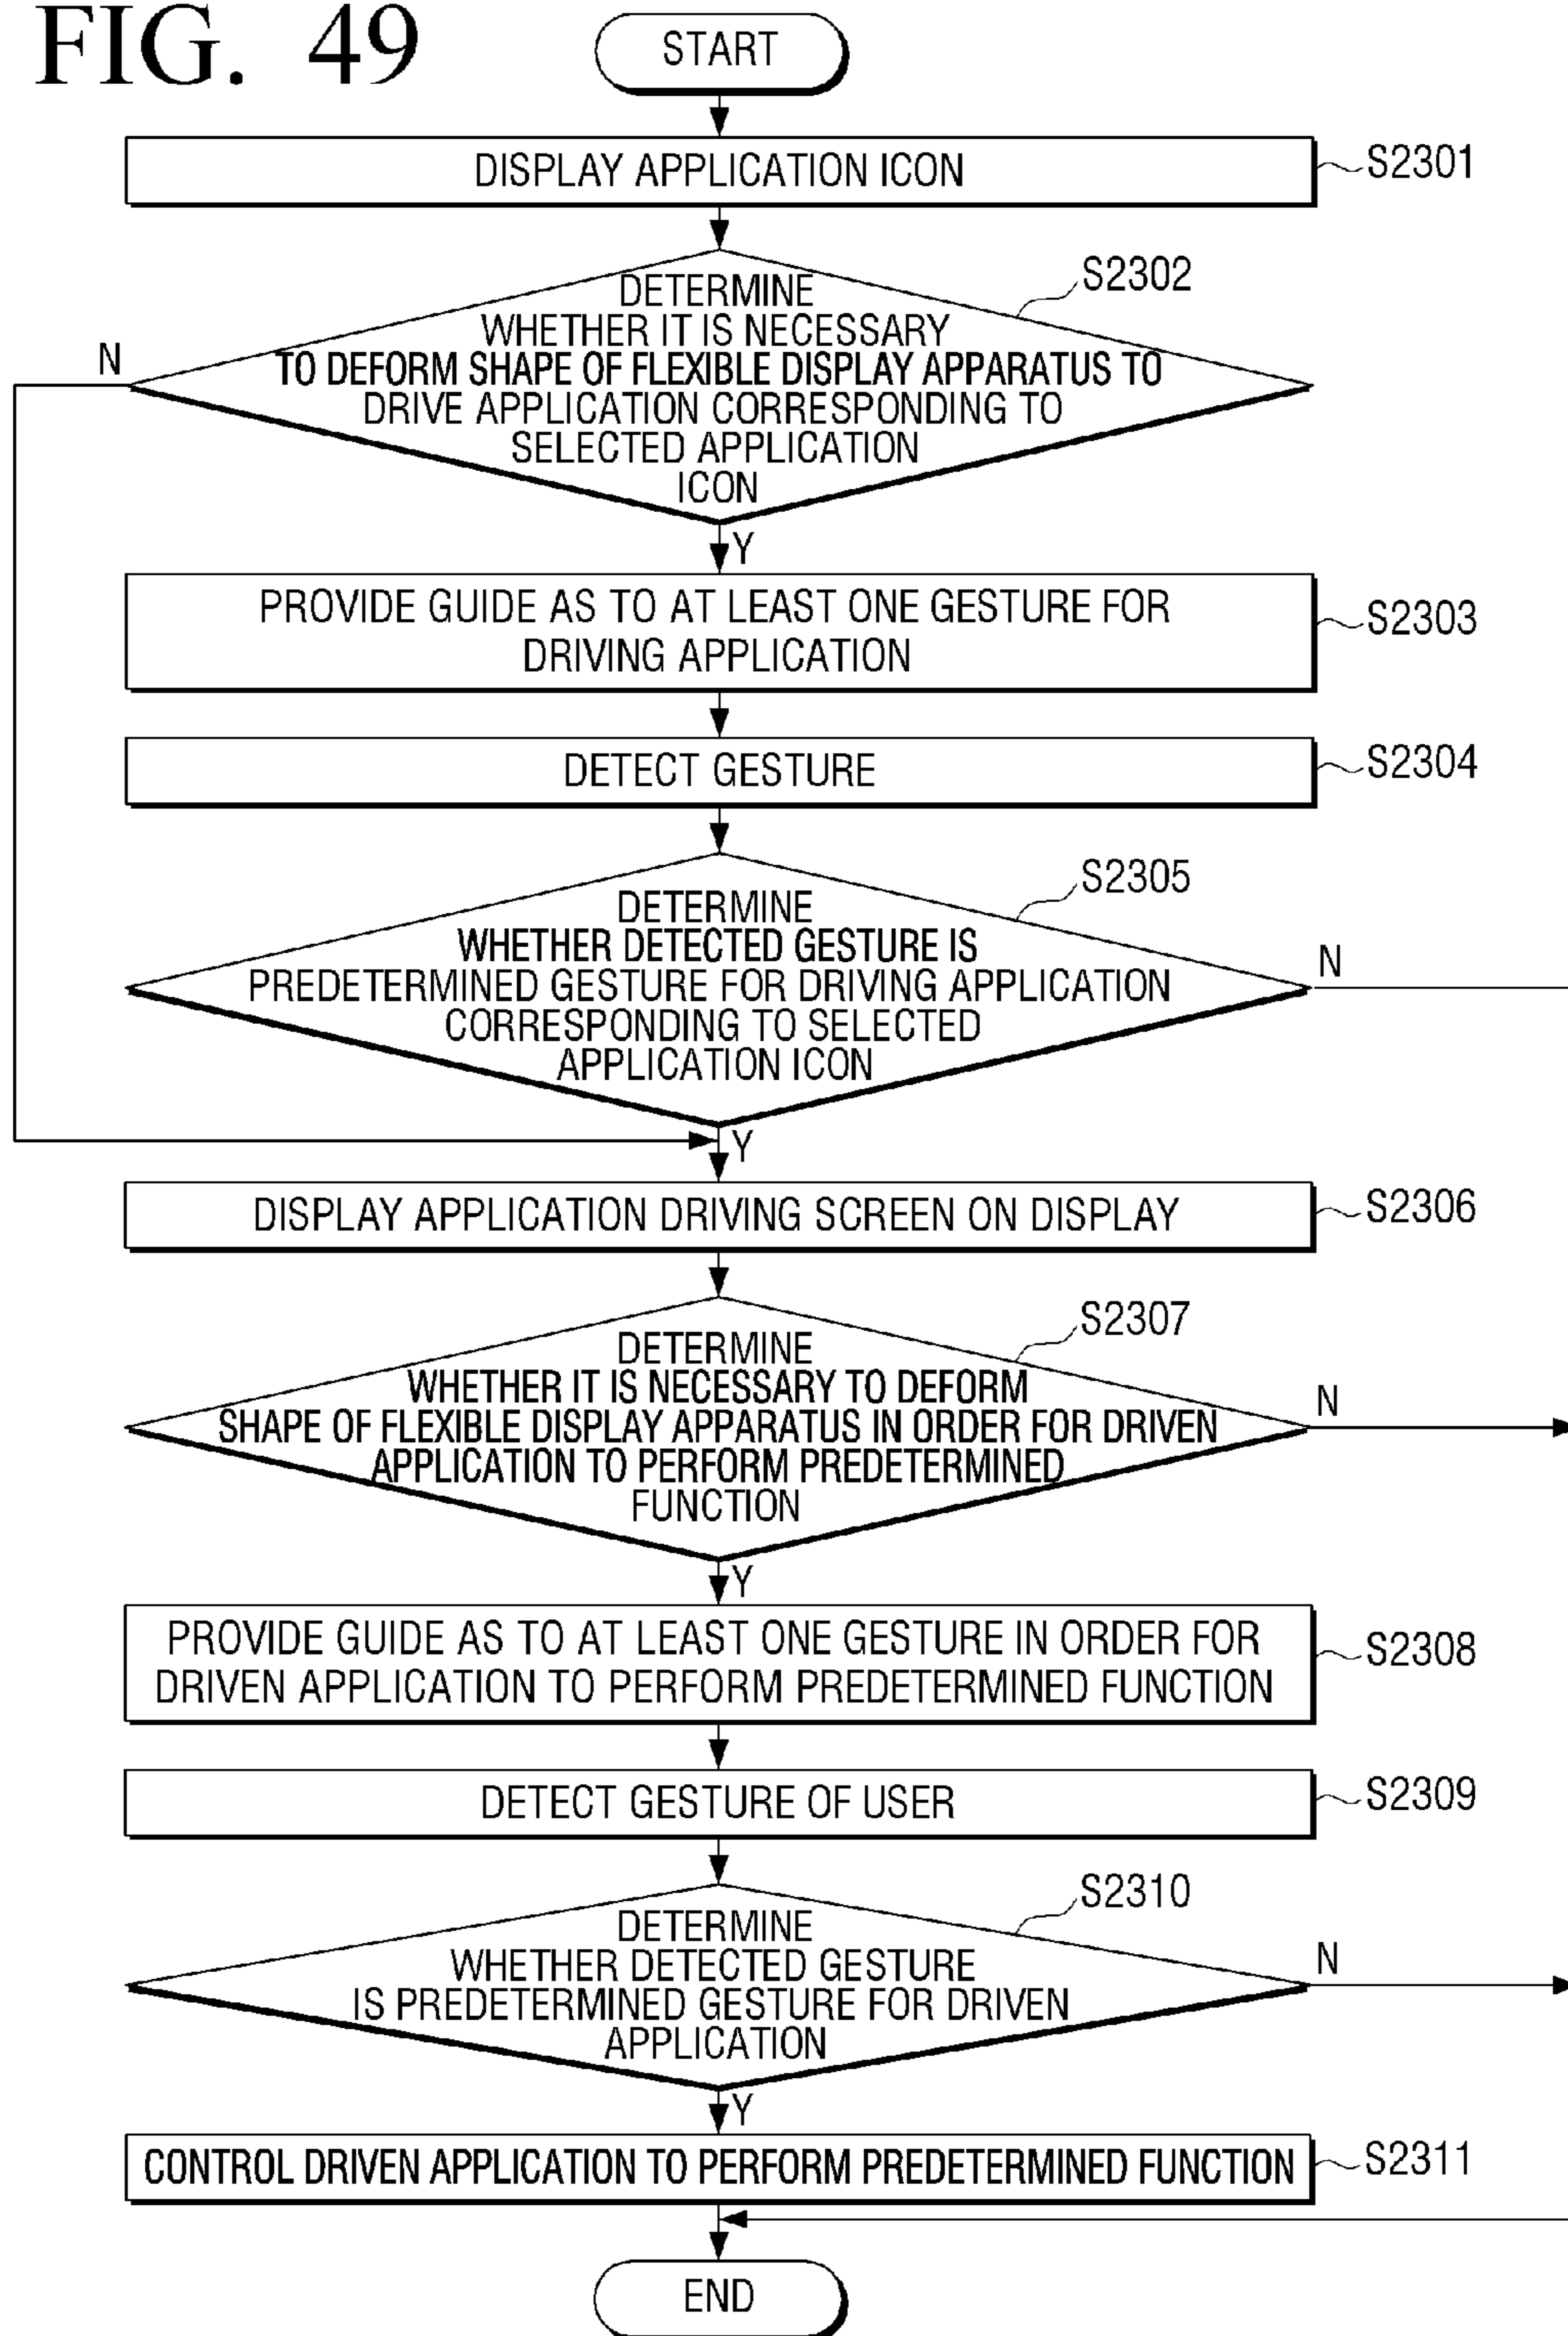 FIG. 49
START
DISPLAY APPLICATION ICON
S2301
S2302
DETERMINE
WHETHER IT IS NECESSARY
TO DEFORM SHAPE OF FLEXIBLE DISPLAY APPARATUS TO
DRIVE APPLICATION CORRESPONDING TO
SELECTED APPLICATION
ICON
N
Y
PROVIDE GUIDE AS TO AT LEAST ONE GESTURE FOR
DRIVING APPLICATION
S2303
DETECT GESTURE
S2304
S2305
DETERMINE
WHETHER DETECTED GESTURE IS
PREDETERMINED GESTURE FOR DRIVING APPLICATION
CORRESPONDING TO SELECTED
APPLICATION ICON
N
Y
DISPLAY APPLICATION DRIVING SCREEN ON DISPLAY
S2306
S2307
DETERMINE
WHETHER IT IS NECESSARY TO DEFORM
SHAPE OF FLEXIBLE DISPLAY APPARATUS IN ORDER FOR DRIVEN
APPLICATION TO PERFORM PREDETERMINED
FUNCTION
N
Y
PROVIDE GUIDE AS TO AT LEAST ONE GESTURE IN ORDER FOR
DRIVEN APPLICATION TO PERFORM PREDETERMINED FUNCTION
S2308
DETECT GESTURE OF USER
S2309
S2310
DETERMINE
WHETHER DETECTED GESTURE
IS PREDETERMINED GESTURE FOR DRIVEN
APPLICATION
N
Y
CONTROL DRIVEN APPLICATION TO PERFORM PREDETERMINED FUNCTION
S2311
END